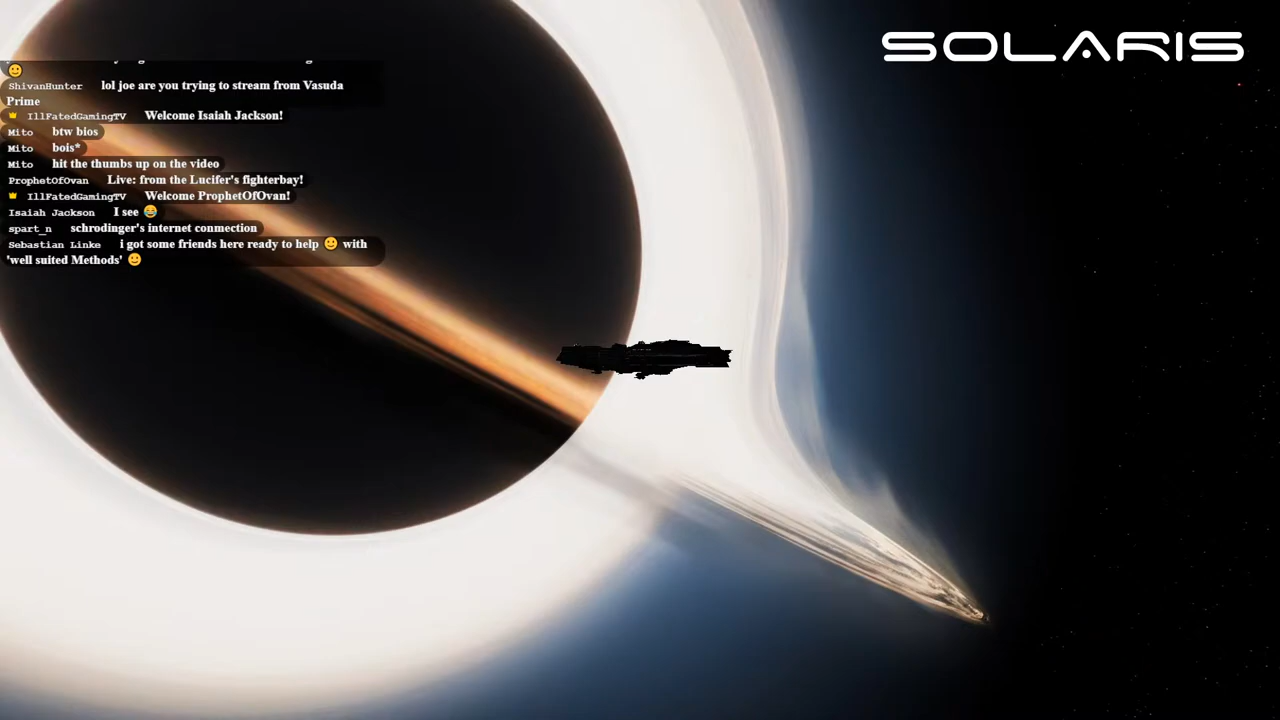 SOLARIS
ShivanHunter lol joe are you trying to stream from Vasuda
Prime
IllFatedGamingTV Welcome Isaiah Jackson!
Mito btw bios
Mito bois*
Mito hit the thumbs up on the video
ProphetOfOvan Live: from the Lucifer's fighterbay!
IllFatedGamingTV Welcome ProphetOfOvan!
Isaiah Jackson I see 😂
spart_n schrodinger's internet conmection
Sebastian Linke i got some friends here ready to help 🙂 with
'well suited Methods' 🙂